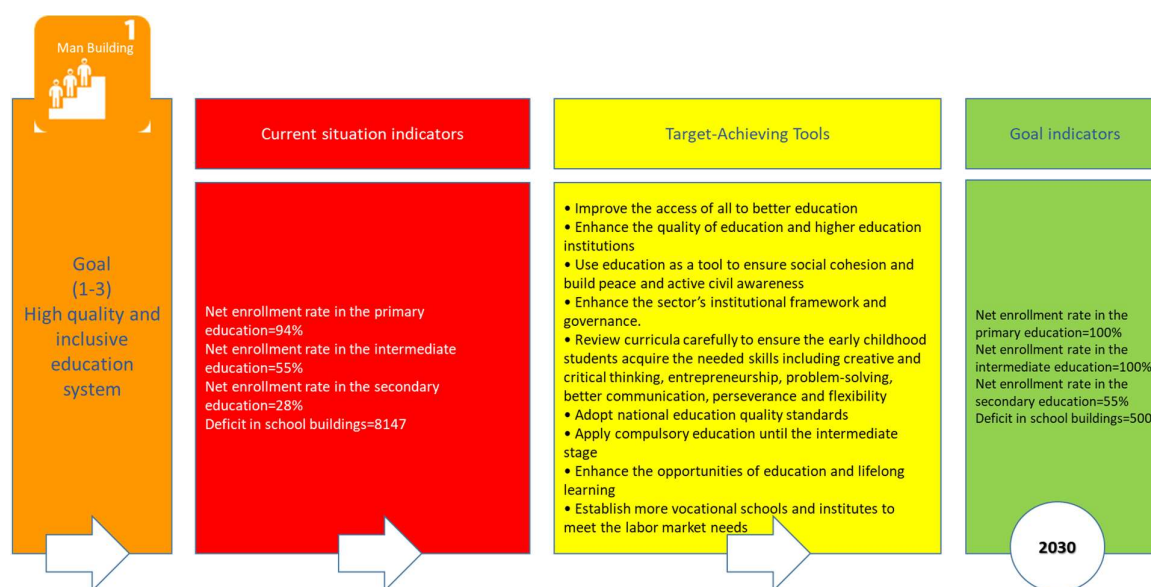 1
Man Building
Goal
(1-3)
High quality and
inclusive
education
system
Current situation indicators
Net enrollment rate in the primary
education=94%
Net enrollment rate in the intermediate
education=55%
Net enrollment rate in the secondary
education=28%
Deficit in school buildings=8147
Target-Achieving Tools
• Improve the access of all to better education
• Enhance the quality of education and higher education
institutions
• Use education as a tool to ensure social cohesion and
build peace and active civil awareness
• Enhance the sector’s institutional framework and
governance.
• Review curricula carefully to ensure the early childhood
students acquire the needed skills including creative and
critical thinking, entrepreneurship, problem-solving,
better communication, perseverance and flexibility
• Adopt national education quality standards
• Apply compulsory education until the intermediate
stage
• Enhance the opportunities of education and lifelong
learning
• Establish more vocational schools and institutes to
meet the labor market needs
Goal indicators
Net enrollment rate in the
primary education=100%
Net enrollment rate in the
intermediate education=100%
Net enrollment rate in the
secondary education=55%
Deficit in school buildings=500
2030